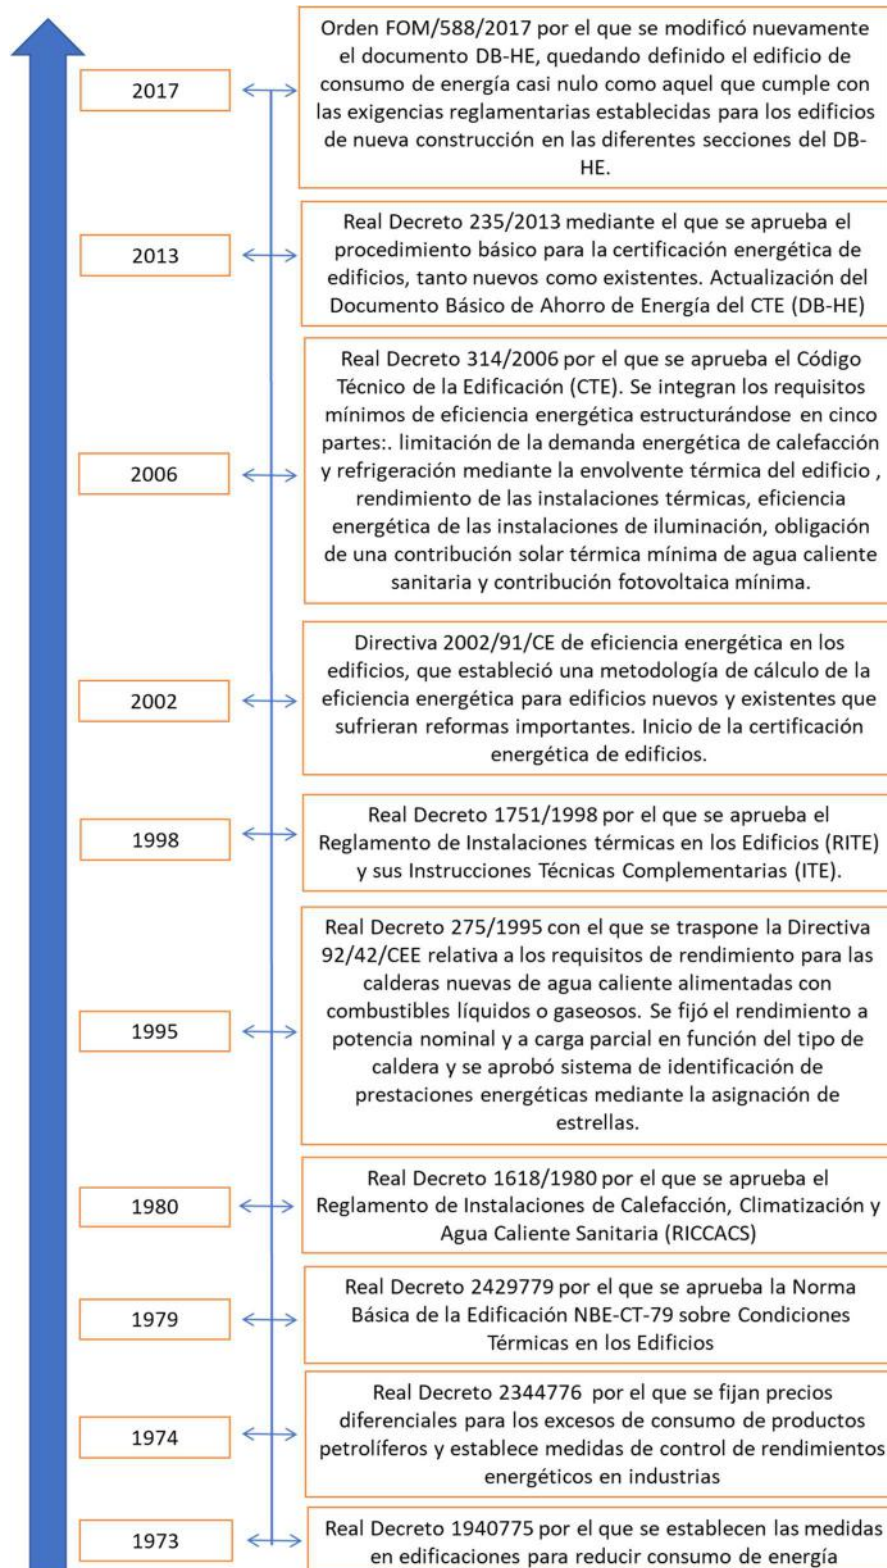 2017
Orden FOM/588/2017 por el que se modificó nuevamente
el documento DB-HE, quedando definido el edificio de
consumo de energía casi nulo como aquel que cumple con
las exigencias reglamentarias establecidas para los edificios
de nueva construcción en las diferentes secciones del DB-
HE.
2013
Real Decreto 235/2013 mediante el que se aprueba el
procedimiento básico para la certificación energética de
edificios, tanto nuevos como existentes. Actualización del
Documento Básico de Ahorro de Energía del CTE (DB-HE)
2006
Real Decreto 314/2006 por el que se aprueba el Código
Técnico de la Edificación (CTE). Se integran los requisitos
mínimos de eficiencia energética estructurándose en cinco
partes:. limitación de la demanda energética de calefacción
y refrigeración mediante la envolvente térmica del edificio ,
rendimiento de las instalaciones térmicas, eficiencia
energética de las instalaciones de iluminación, obligación
de una contribución solar térmica mínima de agua caliente
sanitaria y contribución fotovoltaica mínima.
2002
Directiva 2002/91/CE de eficiencia energética en los
edificios, que estableció una metodología de cálculo de la
eficiencia energética para edificios nuevos y existentes que
sufrieran reformas importantes. Inicio de la certificación
energética de edificios.
1998
Real Decreto 1751/1998 por el que se aprueba el
Reglamento de Instalaciones térmicas en los Edificios (RITE)
y sus Instrucciones Técnicas Complementarias (ITE).
1995
Real Decreto 275/1995 con el que se traspone la Directiva
92/42/CEE relativa a los requisitos de rendimiento para las
calderas nuevas de agua caliente alimentadas con
combustibles líquidos o gaseosos. Se fijó el rendimiento a
potencia nominal y a carga parcial en función del tipo de
caldera y se aprobó sistema de identificación de
prestaciones energéticas mediante la asignación de
estrellas.
1980
Real Decreto 1618/1980 por el que se aprueba el
Reglamento de Instalaciones de Calefacción, Climatización y
Agua Caliente Sanitaria (RICCACS)
1979
Real Decreto 2429779 por el que se aprueba la Norma
Básica de la Edificación NBE-CT-79 sobre Condiciones
Térmicas en los Edificios
1974
Real Decreto 2344776 por el que se fijan precios
diferenciales para los excesos de consumo de productos
petrolíferos y establece medidas de control de rendimientos
energéticos en industrias
1973
Real Decreto 1940775 por el que se establecen las medidas
en edificaciones para reducir consumo de energía